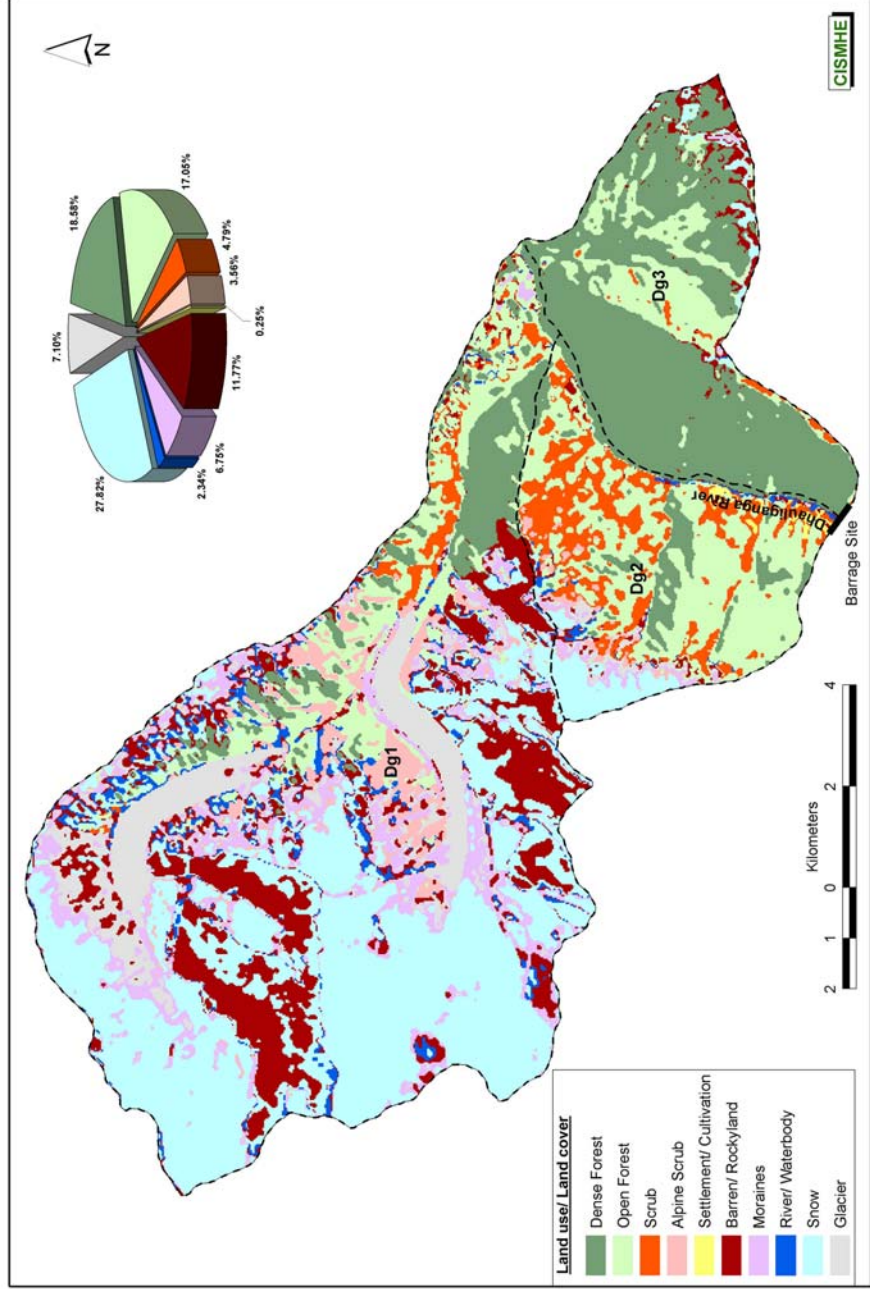 N
18.58%
17.05%
4.79%
3.56%
0.25%
11.77%
6.75%
2.34%
27.82%
7.10%
Dg1
Dg2
Dg3
Dhauliganga River
Barrage Site
Land use/ Land cover
Dense Forest
Open Forest
Scrub
Alpine Scrub
Settlement/ Cultivation
Barren/ Rockyland
Moraines
River/ Waterbody
Snow
Glacier
2 1 0 2 4
Kilometers
CISMHE